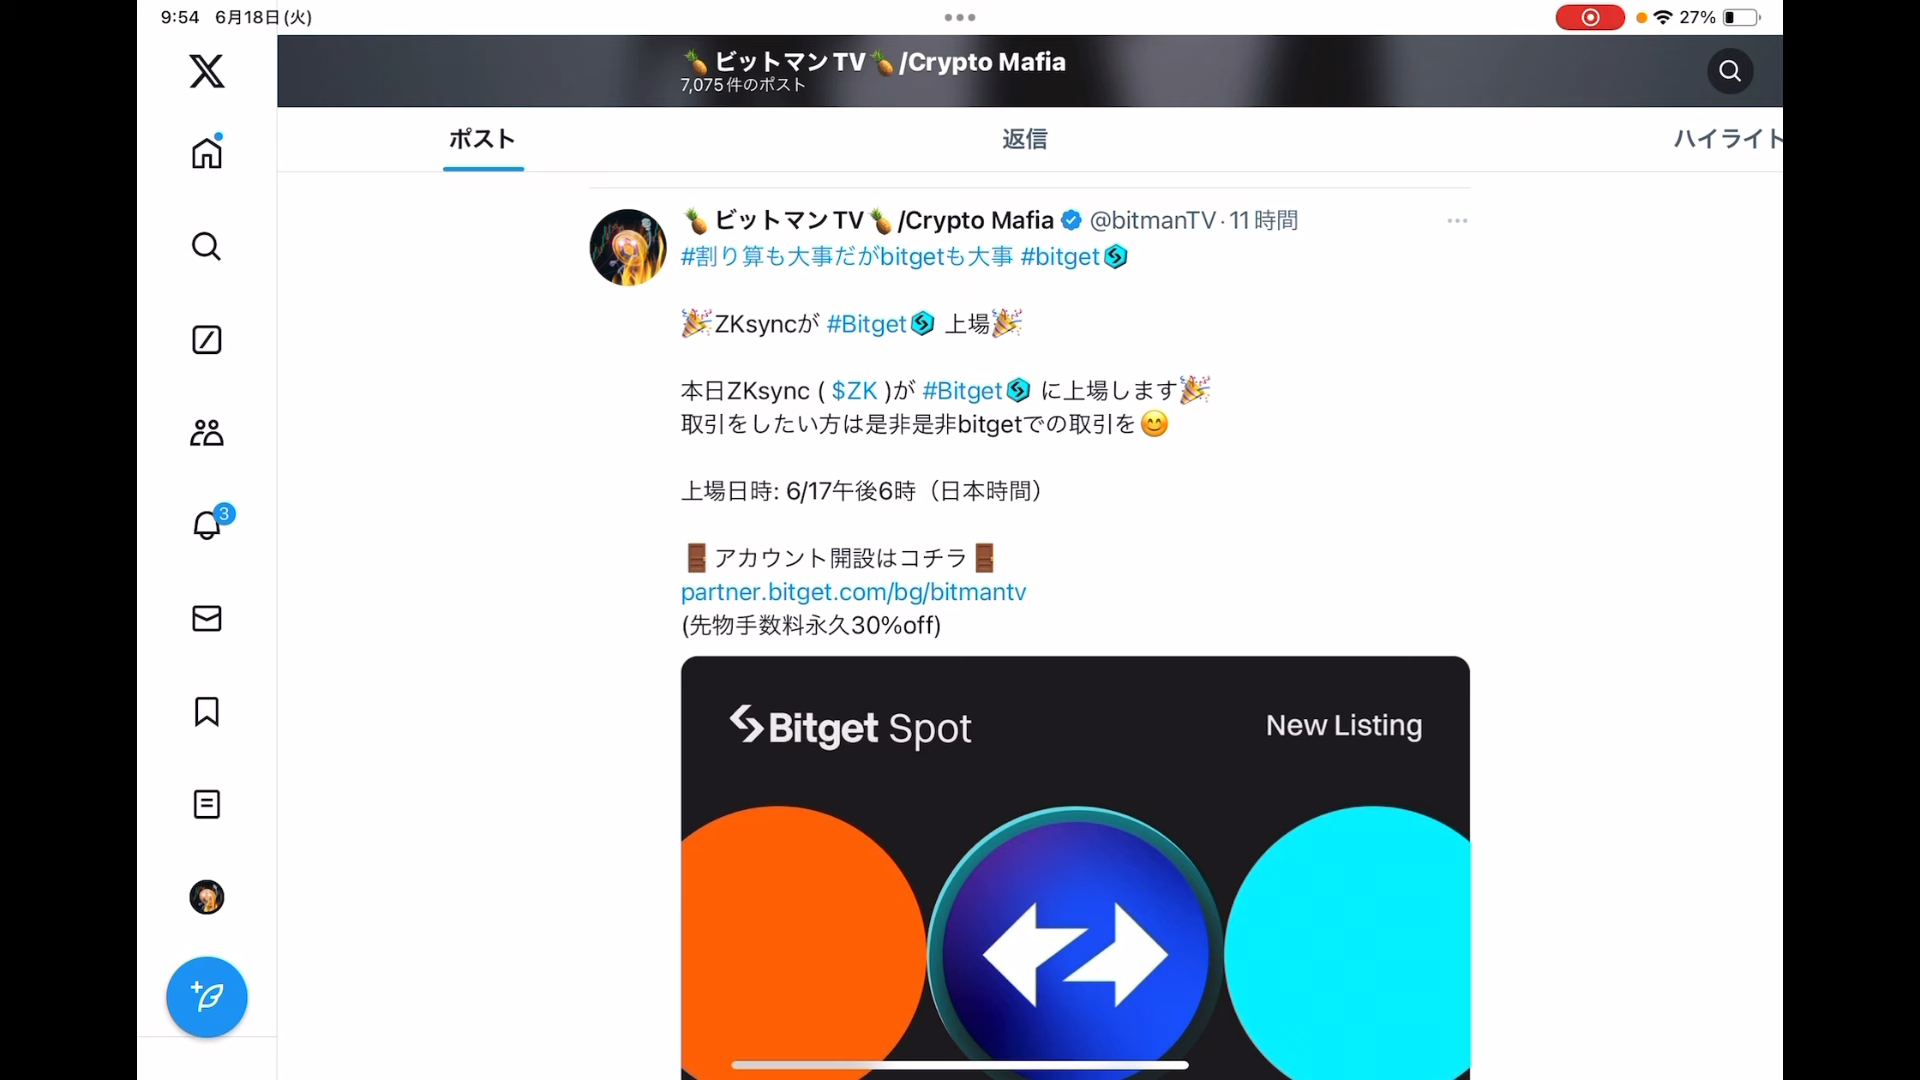 9:54 6月18日(火)
27%
🍍ビットマンTV🍍/Crypto Mafia
7,075件のポスト
ポスト
返信
ハイライト
🍍ビットマンTV🍍/Crypto Mafia @bitmanTV · 11時間
#割り算も大事だがbitgetも大事 #bitget
🎉ZKsyncが #Bitget 上場🎉
本日ZKsync ( $ZK )が #Bitget に上場します🎉
取引をしたい方は是非是非bitgetでの取引を😊
上場日時: 6/17午後6時（日本時間）
🚪アカウント開設はコチラ🚪
partner.bitget.com/bg/bitmantv
(先物手数料永久30%off)
3
Bitget Spot
New Listing